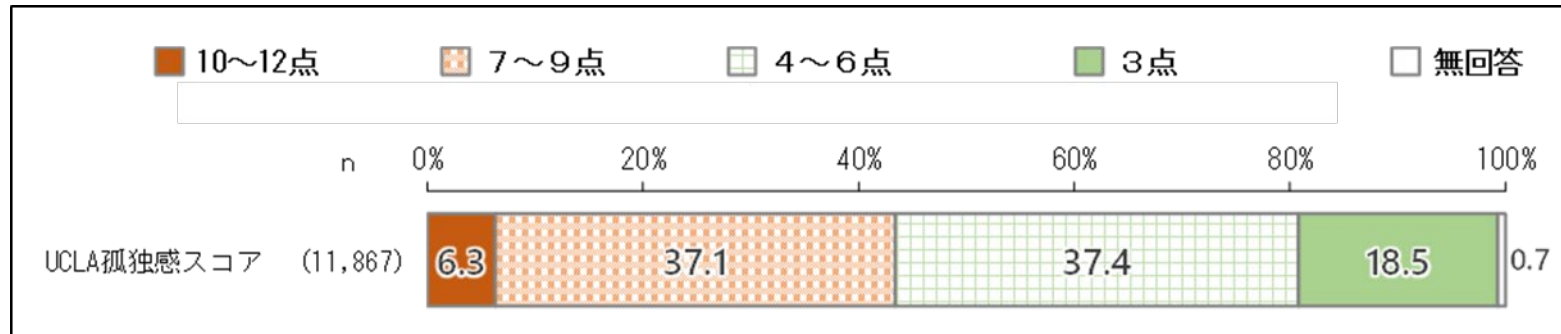 10～12点 7～9点 4～6点 3点 無回答
n 0% 20% 40% 60% 80% 100%
UCLA孤独感スコア (11,867) 6.3 37.1 37.4 18.5 0.7